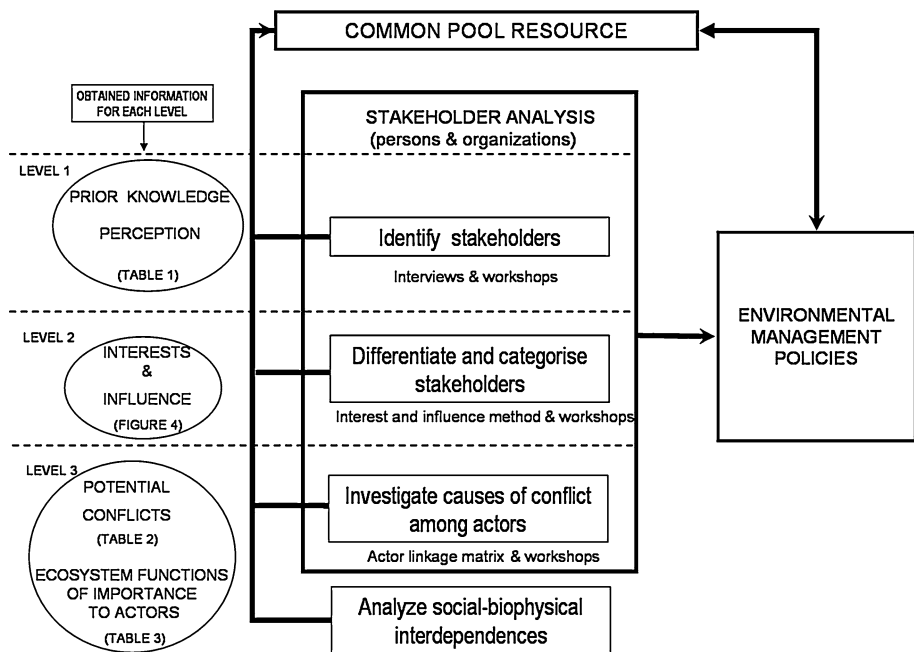 COMMON POOL RESOURCE
OBTAINED INFORMATION
FOR EACH LEVEL
STAKEHOLDER ANALYSIS
(persons & organizations)
LEVEL 1
PRIOR KNOWLEDGE
PERCEPTION
(TABLE 1)
Identify stakeholders
Interviews & workshops
ENVIRONMENTAL
MANAGEMENT
POLICIES
LEVEL 2
INTERESTS
&
INFLUENCE
(FIGURE 4)
Differentiate and categorise
stakeholders
Interest and influence method & workshops
LEVEL 3
POTENTIAL
CONFLICTS
(TABLE 2)
ECOSYSTEM FUNCTIONS
OF IMPORTANCE
TO ACTORS
(TABLE 3)
Investigate causes of conflict
among actors
Actor linkage matrix & workshops
Analyze social-biophysical
interdependences